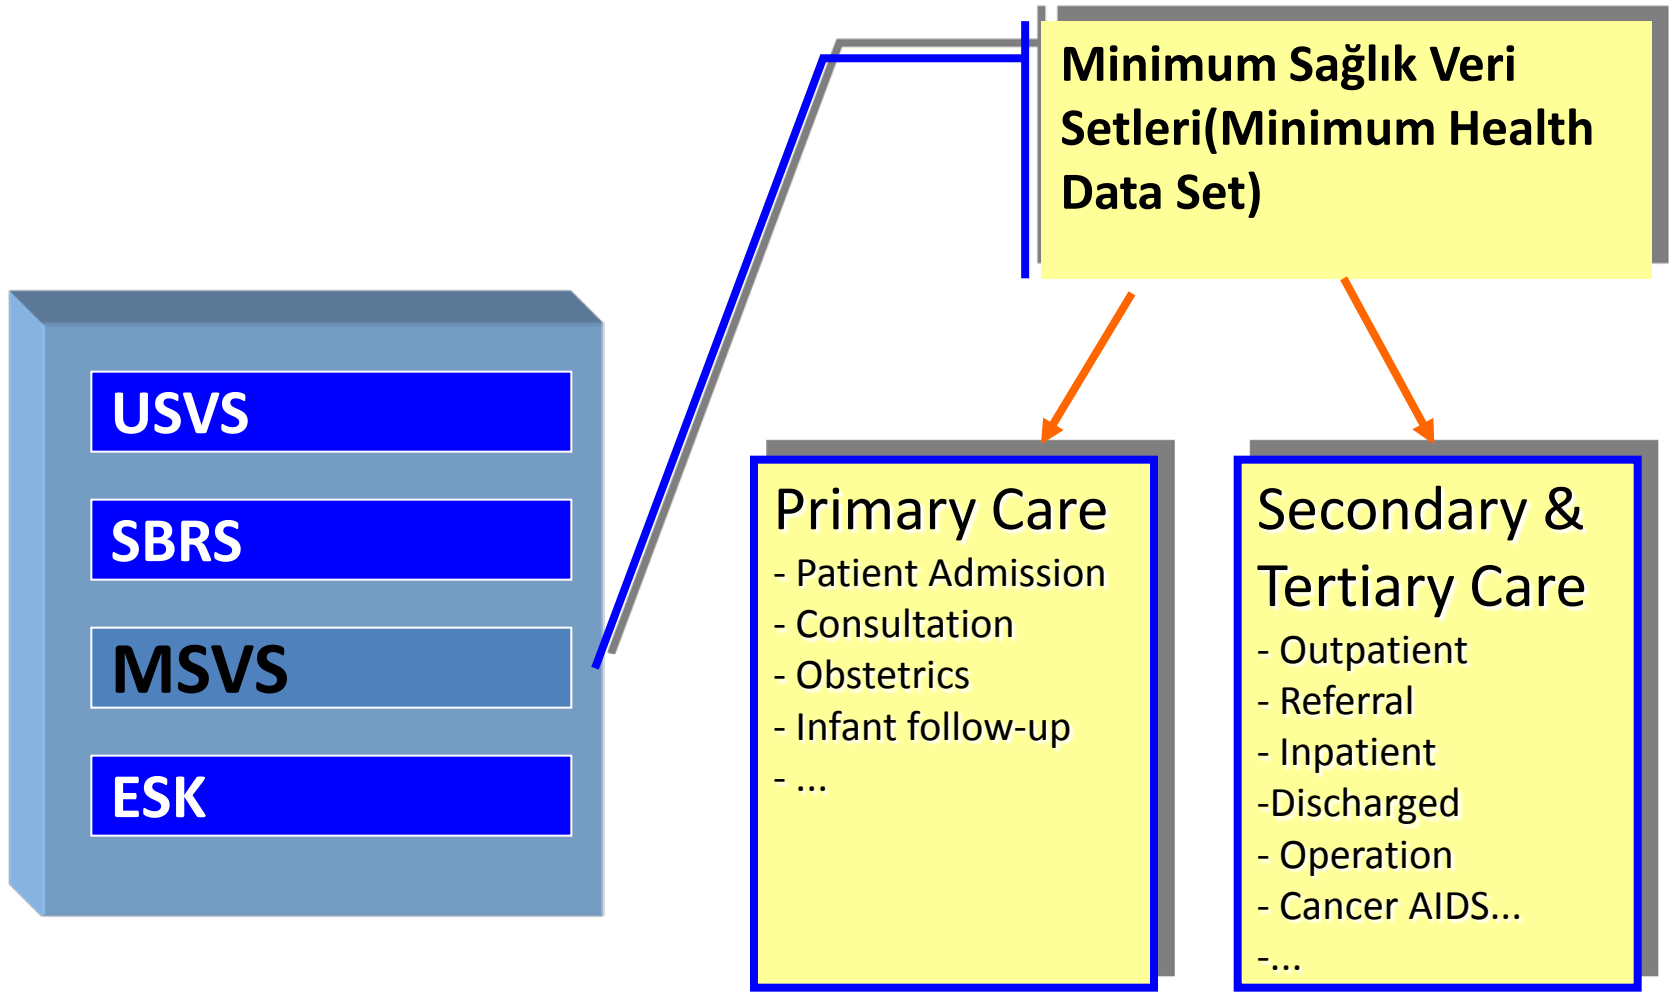 USVS
SBRS
MSVS
ESK
Minimum Sağlık Veri
Setleri(Minimum Health
Data Set)
Primary Care
- Patient Admission
- Consultation
- Obstetrics
- Infant follow-up
- ...
Secondary &
Tertiary Care
- Outpatient
- Referral
- Inpatient
-Discharged
- Operation
- Cancer AIDS...
-...